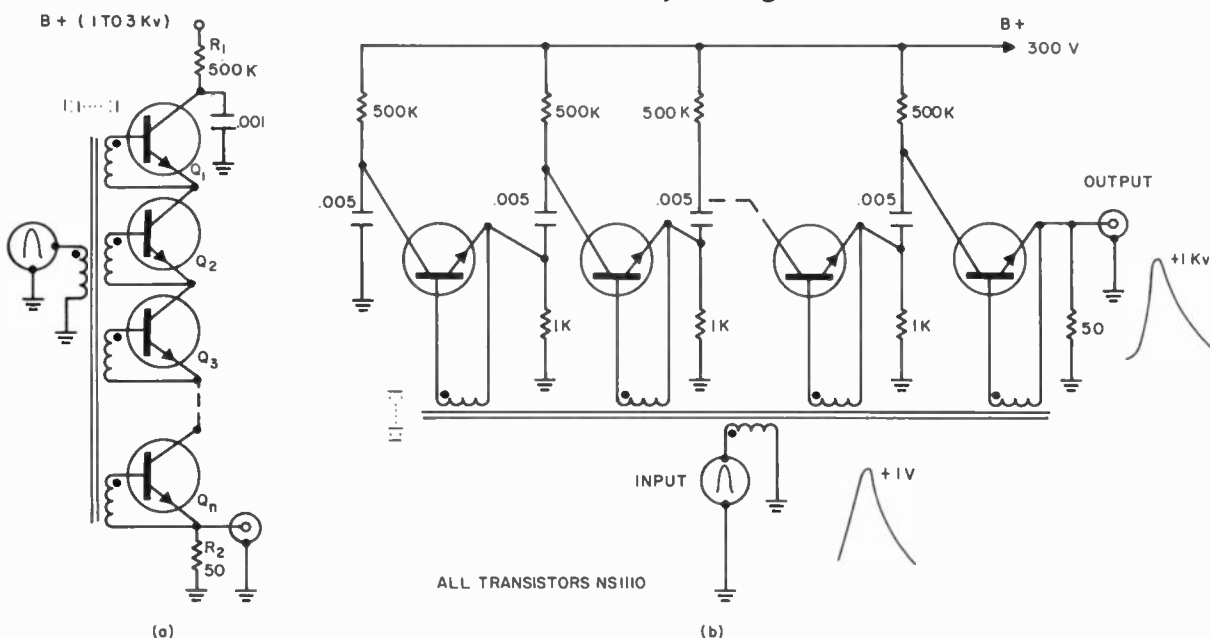 B+ (1 TO 3 Kv)
R1
500K
.001
Q1
Q2
Q3
Qn
R2
50
(a)
B+
300 V
500K
500K
500K
500K
.005
.005
.005
.005
1K
1K
1K
50
OUTPUT
+1 Kv
INPUT
+1V
ALL TRANSISTORS NS1110
(b)